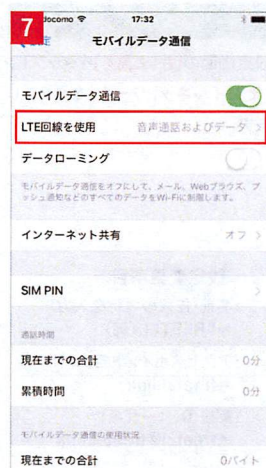 7
docomo 17:32
設定 モバイルデータ通信
モバイルデータ通信
LTE回線を使用 音声通話およびデータ
データローミング
モバイルデータ通信をオフにして、メール、Webブラウズ、プ
ッシュ通知などのすべてのデータをWi-Fiに制限します。
インターネット共有 オフ
SIM PIN
通話時間
現在までの合計 0分
累積時間 0分
モバイルデータ通信の使用状況
現在までの合計 0バイト